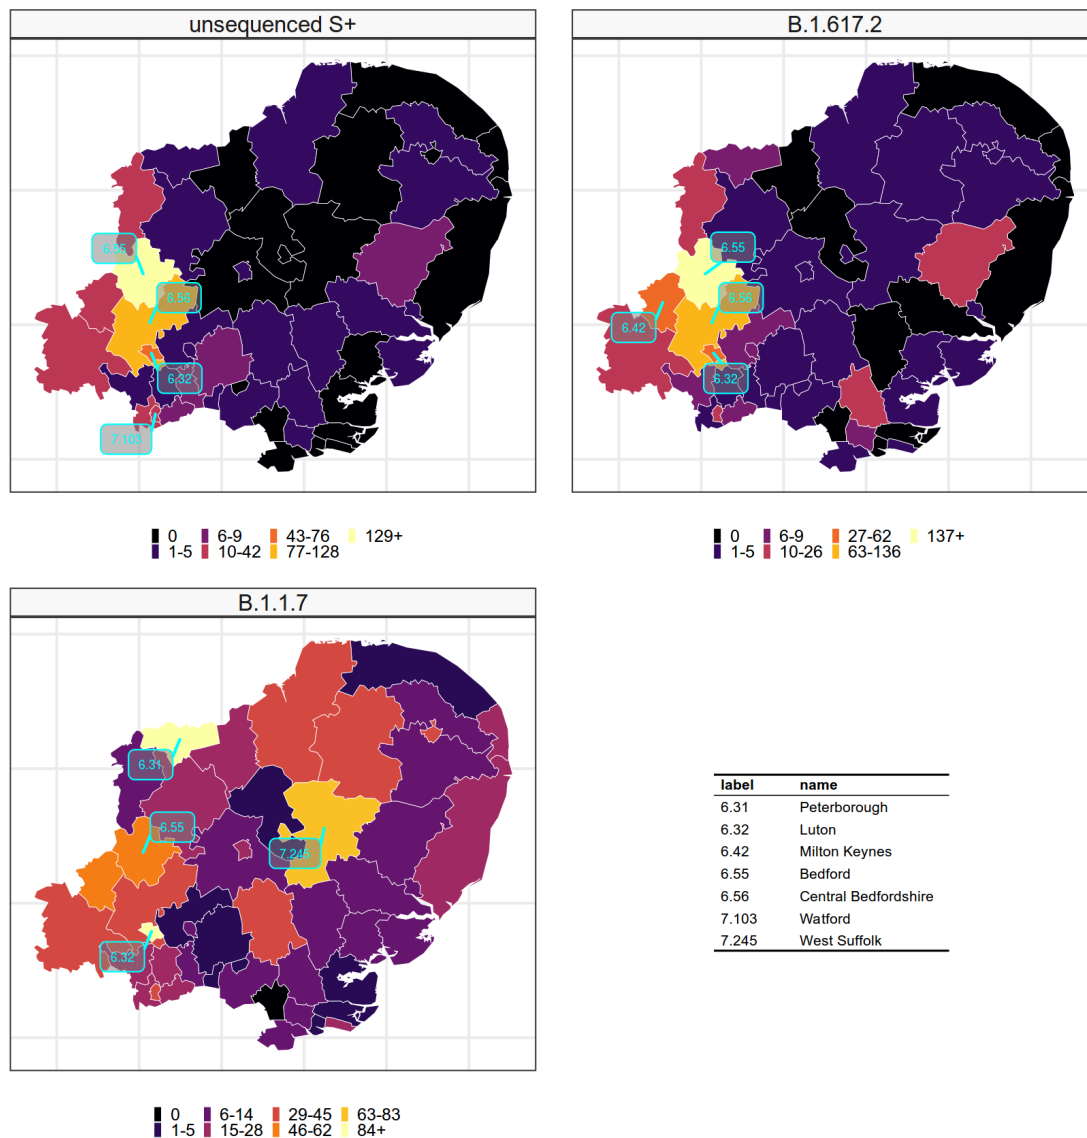 unsequenced S+
B.1.617.2
6.55
6.56
6.32
7.103
6.55
6.56
6.42
6.32
0 6-9 43-76 129+
1-5 10-42 77-128
0 6-9 27-62 137+
1-5 10-26 63-136
B.1.1.7
6.31
6.55
7.245
6.32
label name
6.31 Peterborough
6.32 Luton
6.42 Milton Keynes
6.55 Bedford
6.56 Central Bedfordshire
7.103 Watford
7.245 West Suffolk
0 6-14 29-45 63-83
1-5 15-28 46-62 84+